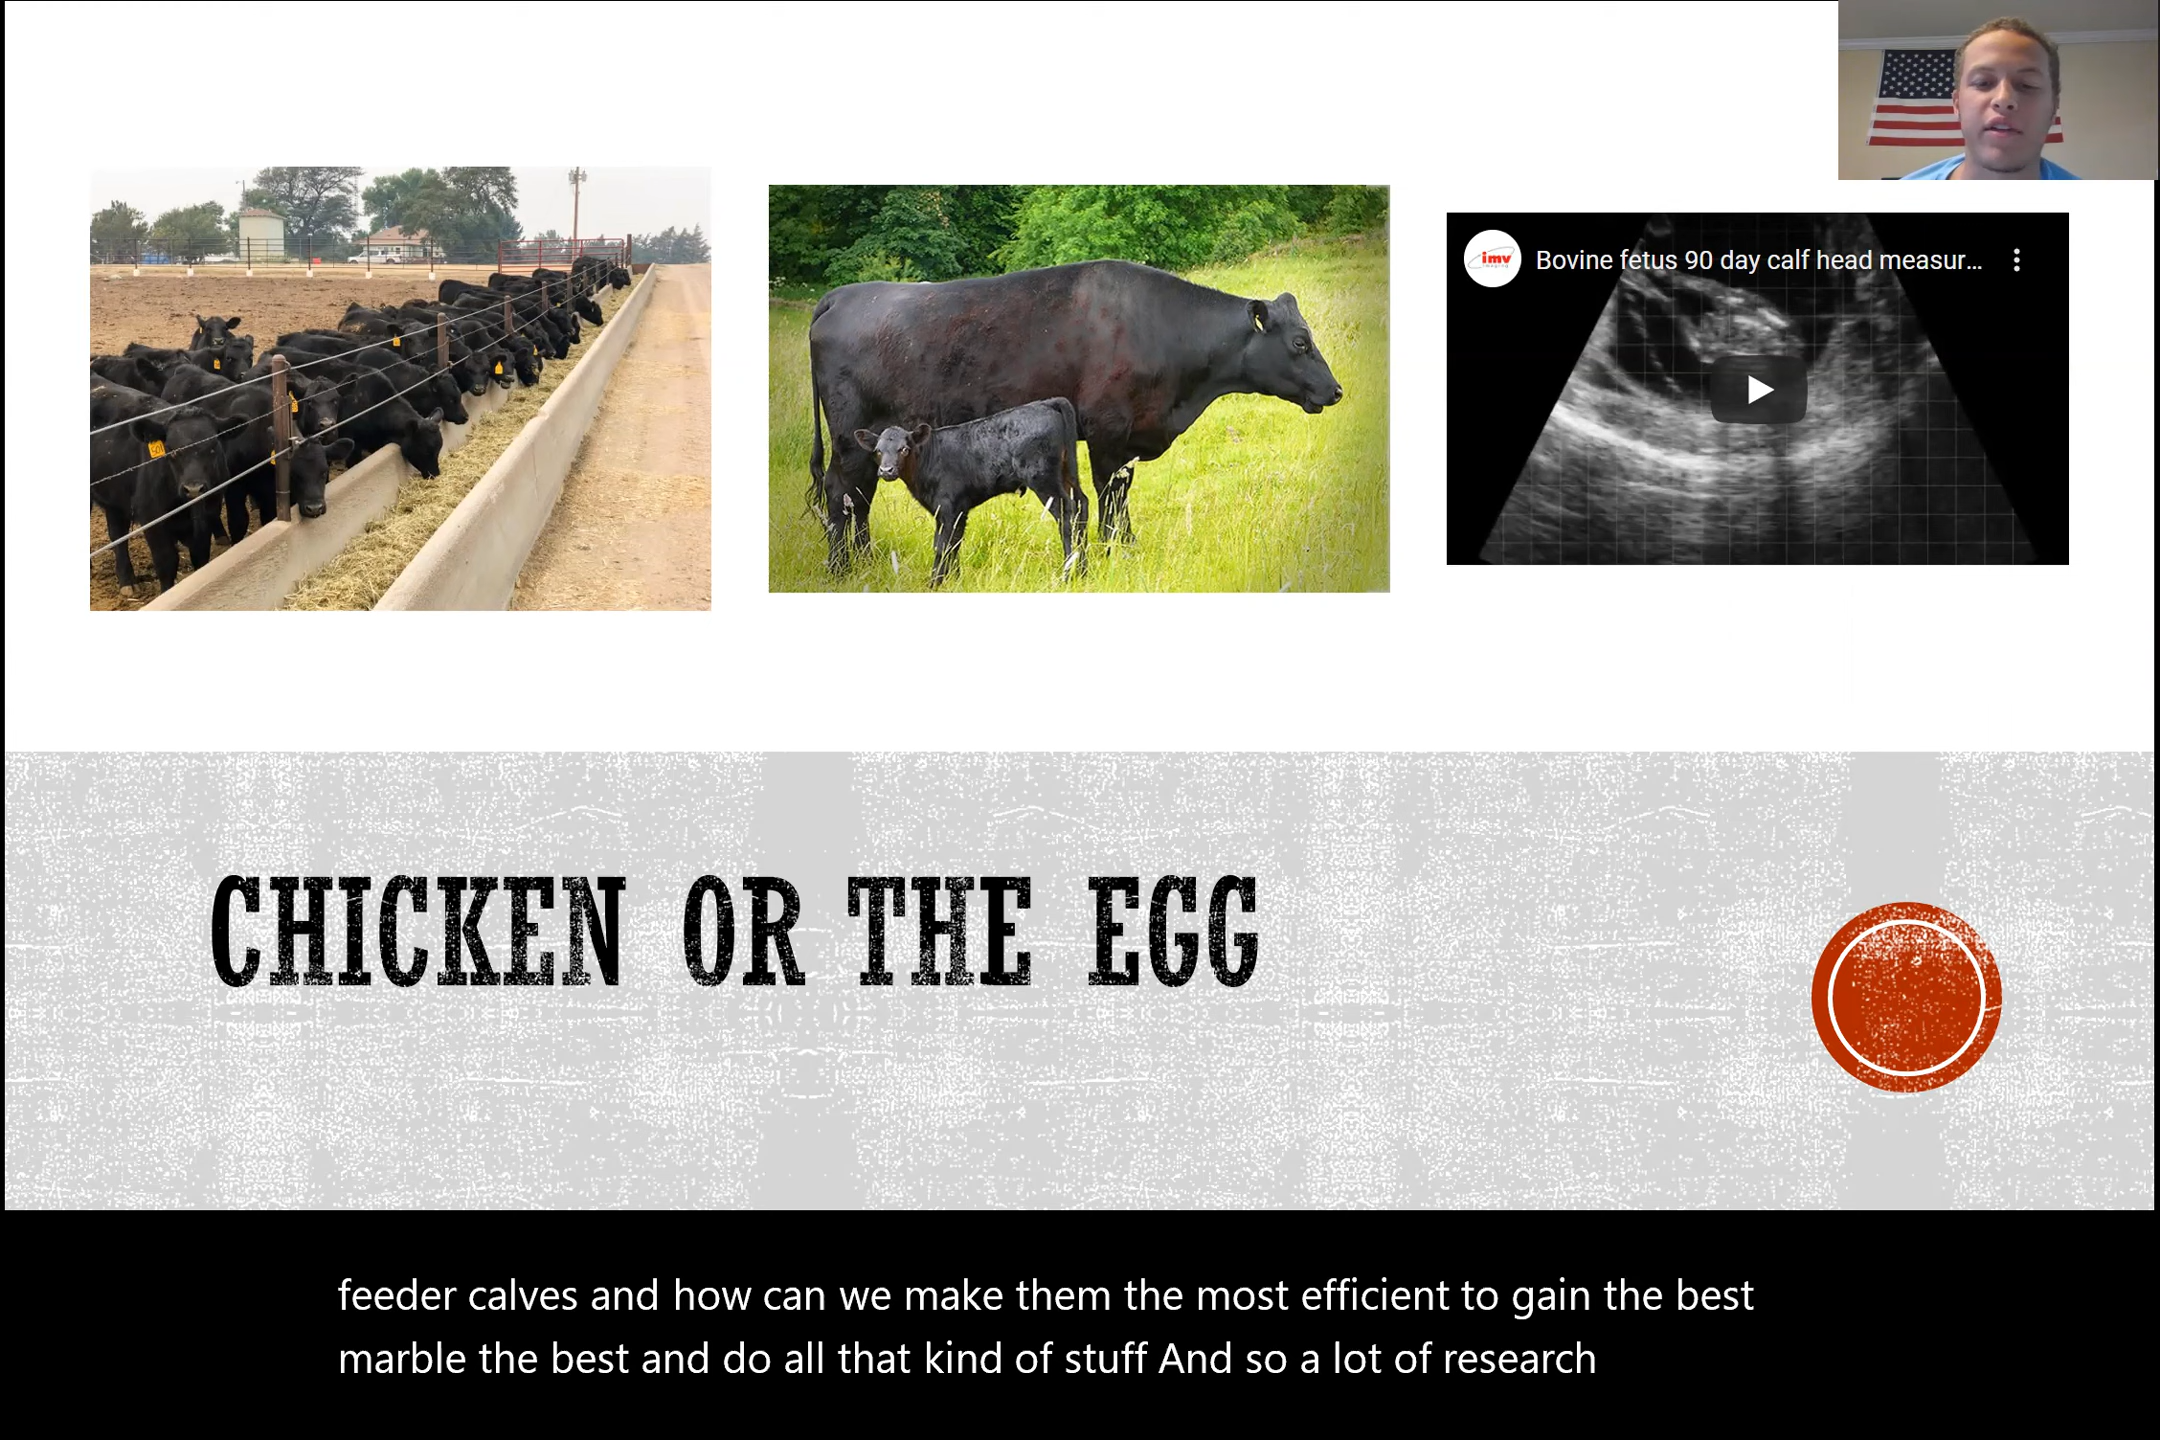 imv
Bovine fetus 90 day calf head measur...
CHICKEN OR THE EGG
feeder calves and how can we make them the most efficient to gain the best
marble the best and do all that kind of stuff And so a lot of research